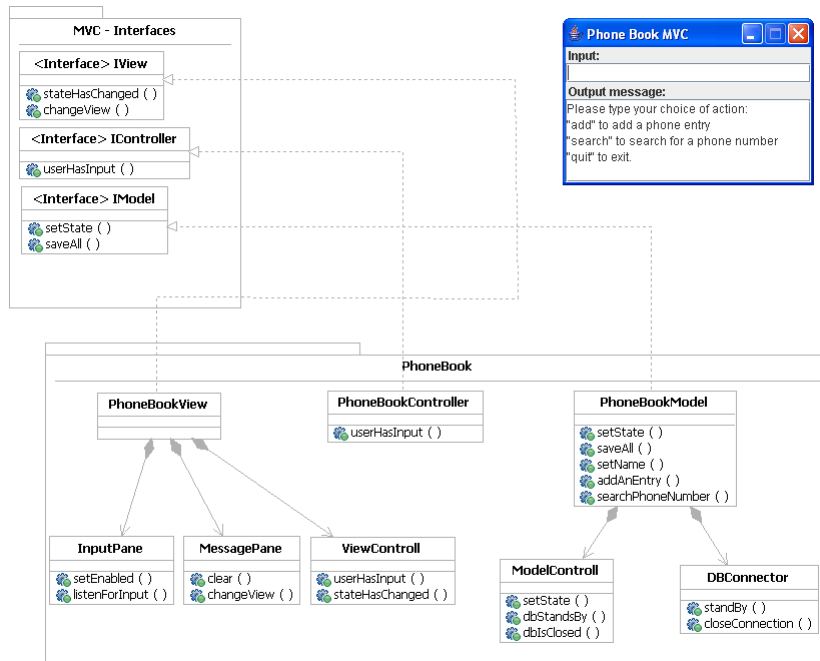 MVC - Interfaces
<Interface> IView
stateHasChanged ( )
changeView ( )
<Interface> IController
userHasInput ( )
<Interface> IModel
setState ( )
saveAll ( )
Phone Book MVC
Input:
Output message:
Please type your choice of action:
"add" to add a phone entry
"search" to search for a phone number
"quit" to exit.
PhoneBook
PhoneBookView
PhoneBookController
userHasInput ( )
PhoneBookModel
setState ( )
saveAll ( )
setName ( )
addAnEntry ( )
searchPhoneNumber ( )
InputPane
setEnabled ( )
listenForInput ( )
MessagePane
clear ( )
changeView ( )
ViewControll
userHasInput ( )
stateHasChanged ( )
ModelControll
setState ( )
dbStandsBy ( )
dbIsClosed ( )
DBConnector
standBy ( )
closeConnection ( )